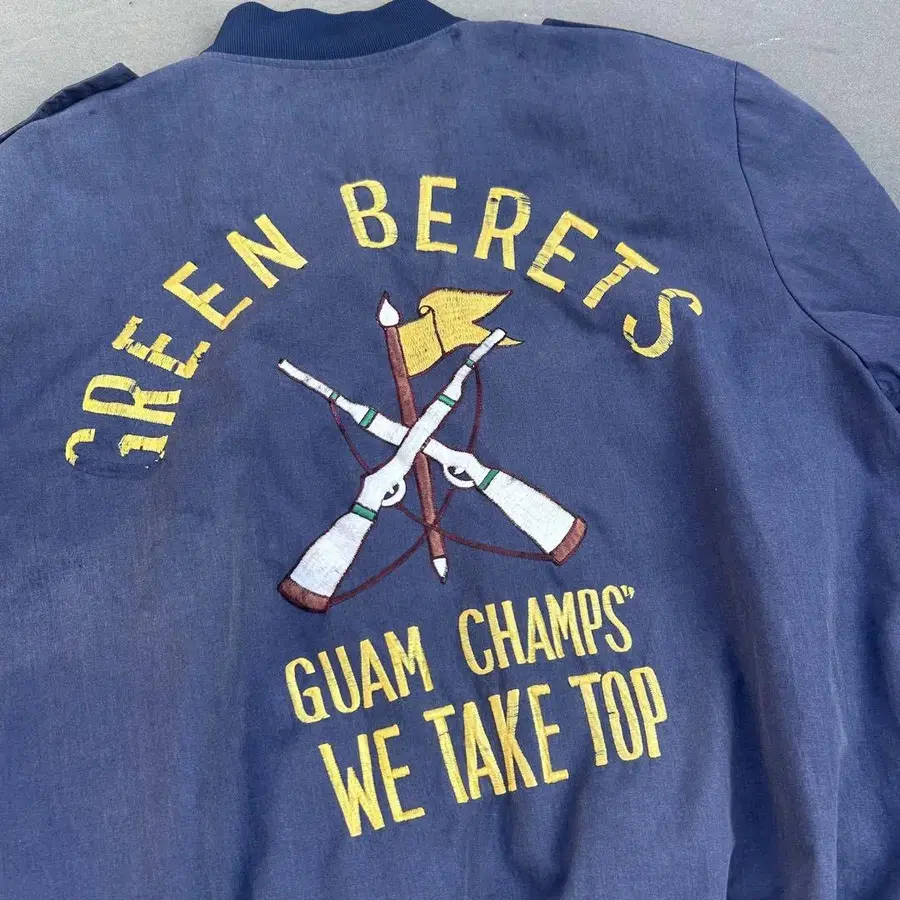 GREEN BERETS
GUAM CHAMPS"
WE TAKE TOP